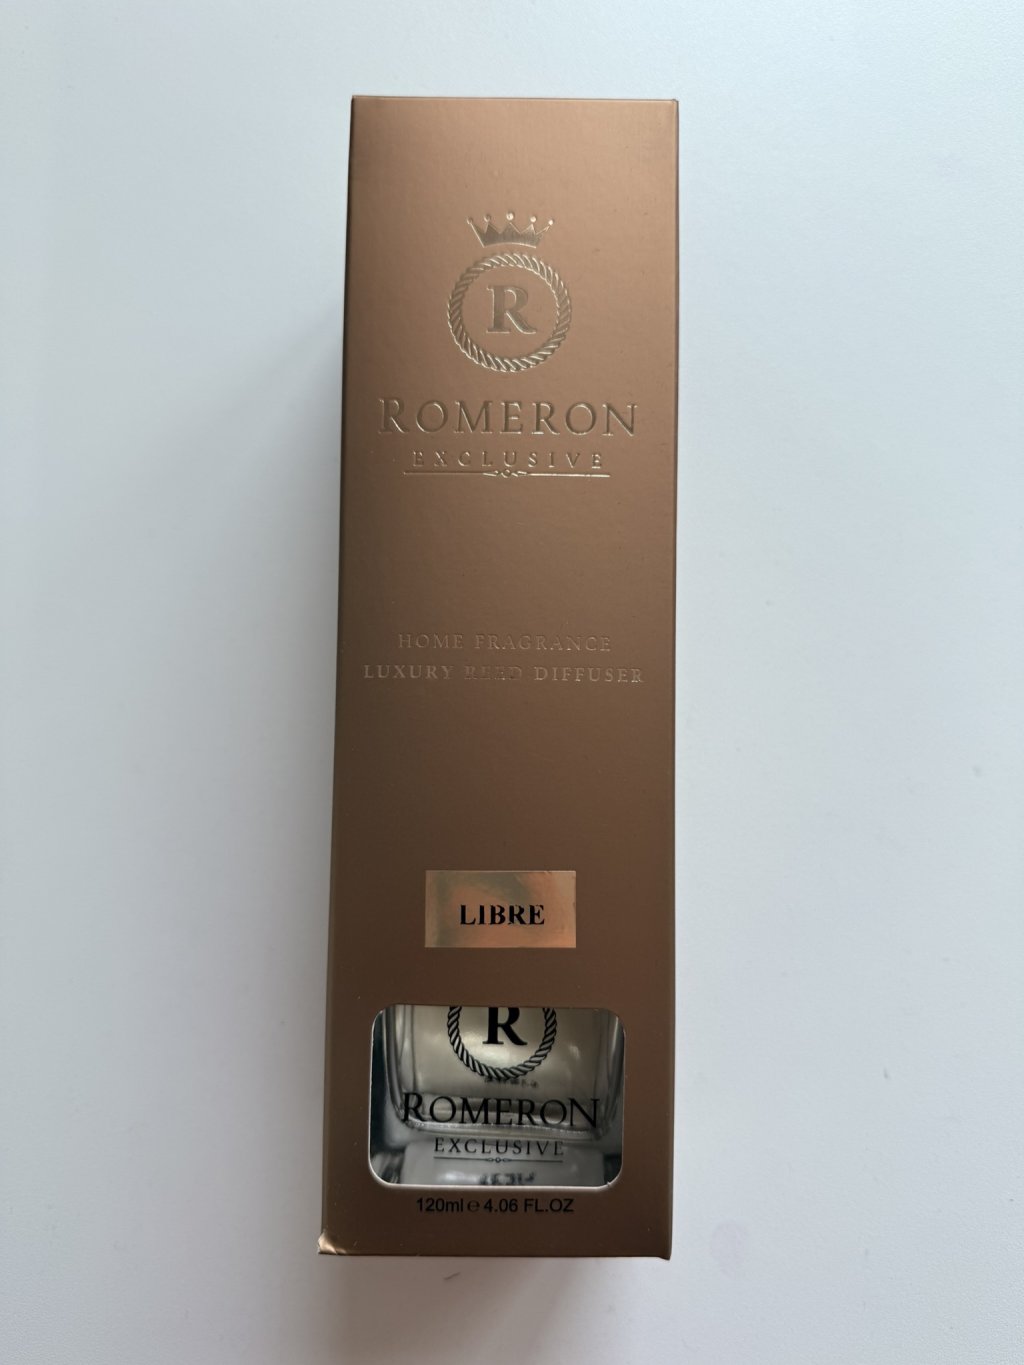 R
ROMERON
EXCLUSIVE
HOME FRAGRANCE
LUXURY REED DIFFUSER
LIBRE
R
ROMERON
EXCLUSIVE
120ml e 4.06 FL.OZ